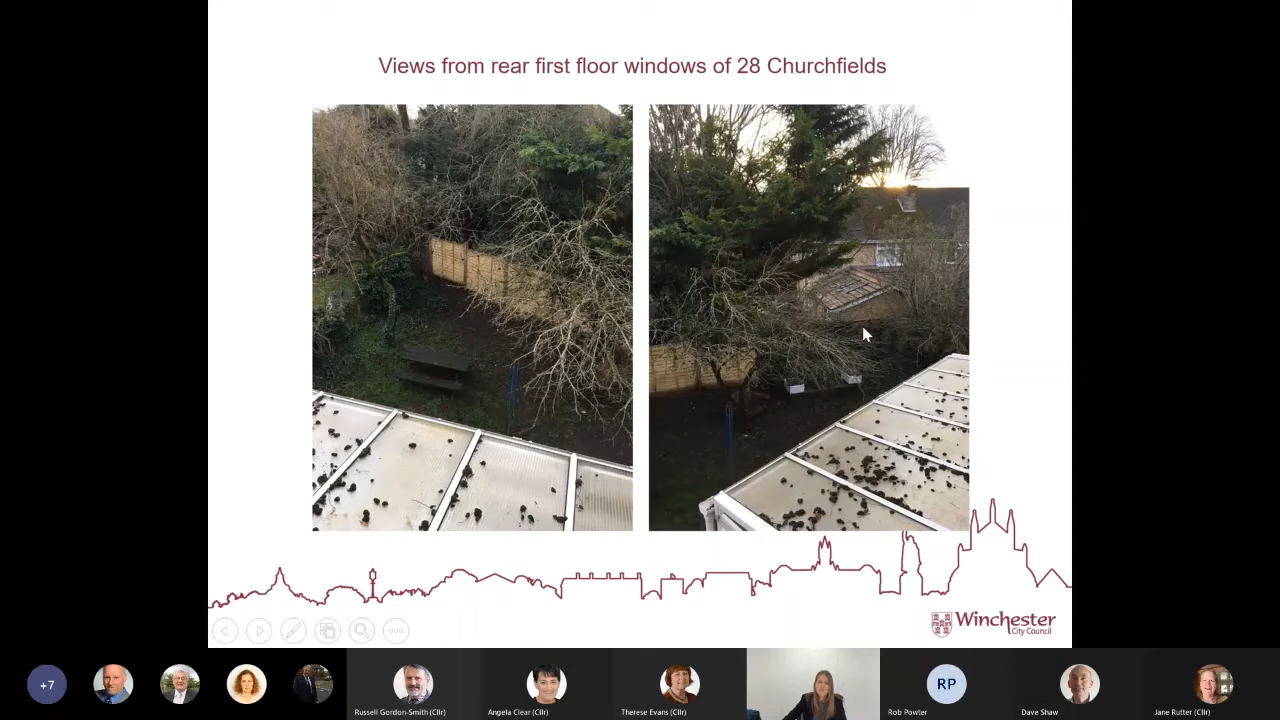 Views from rear first floor windows of 28 Churchfields
Winchester
City Council
+7
Russell Gordon-Smith (Cllr)
Angela Clear (Cllr)
Therese Evans (Cllr)
RP
Rob Powter
Dave Shaw
Jane Rutter (Cllr)